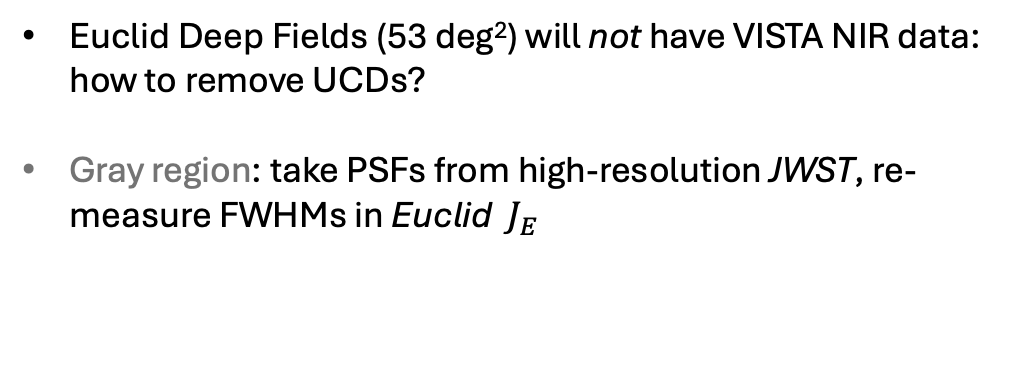 • Euclid Deep Fields (53 deg²) will not have VISTA NIR data:
how to remove UCDs?
• Gray region: take PSFs from high-resolution JWST, re-
measure FWHMs in Euclid J_E